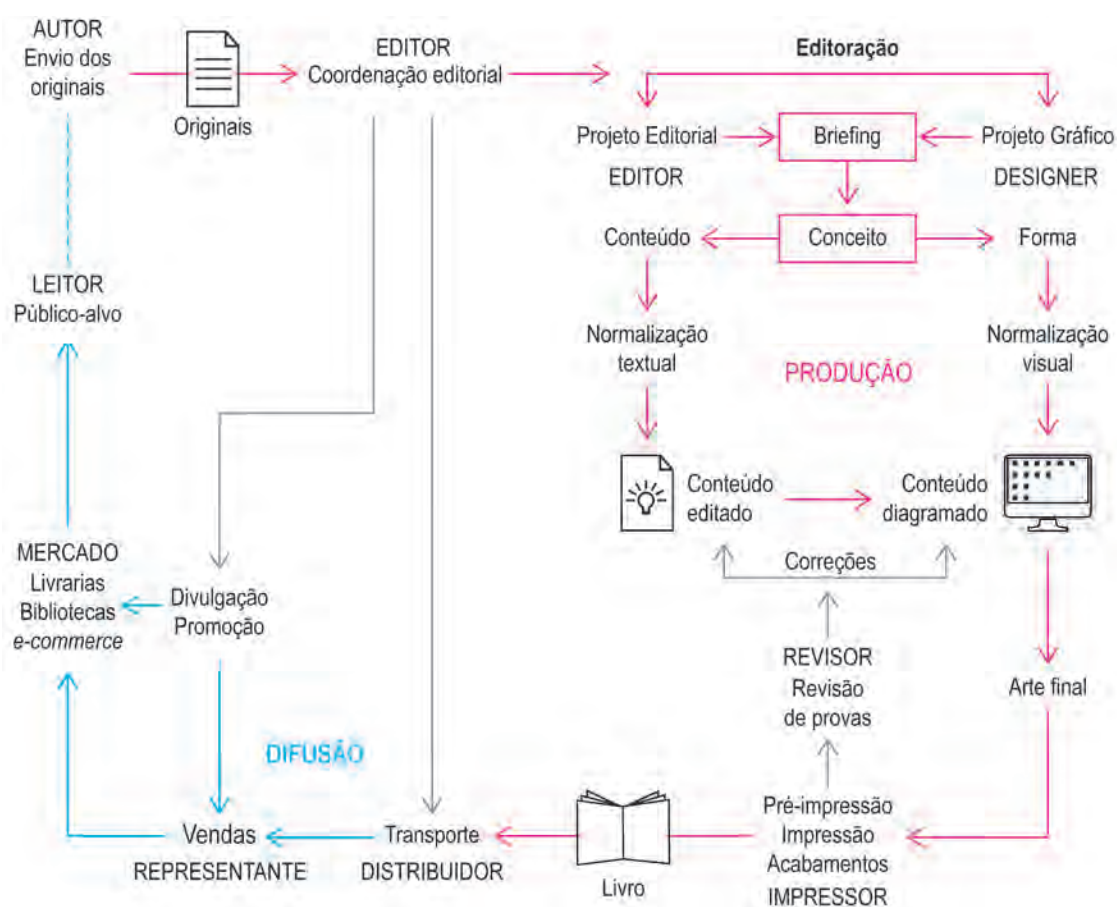 AUTOR
Envio dos
originais
Originais
EDITOR
Coordenação editorial
Editoração
Projeto Editorial
EDITOR
Briefing
Projeto Gráfico
DESIGNER
Conteúdo
Conceito
Forma
LEITOR
Público-alvo
Normalização
textual
PRODUÇÃO
Normalização
visual
Conteúdo
editado
Conteúdo
diagramado
Correções
MERCADO
Livrarias
Bibliotecas
e-commerce
Divulgação
Promoção
REVISOR
Revisão
de provas
Arte final
DIFUSÃO
Vendas
REPRESENTANTE
Transporte
DISTRIBUIDOR
Livro
Pré-impressão
Impressão
Acabamentos
IMPRESSOR